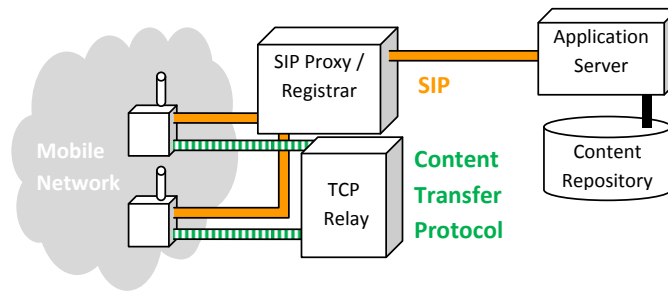 SIP Proxy /
Registrar
SIP
Application
Server
Mobile
Network
TCP
Relay
Content
Transfer
Protocol
Content
Repository